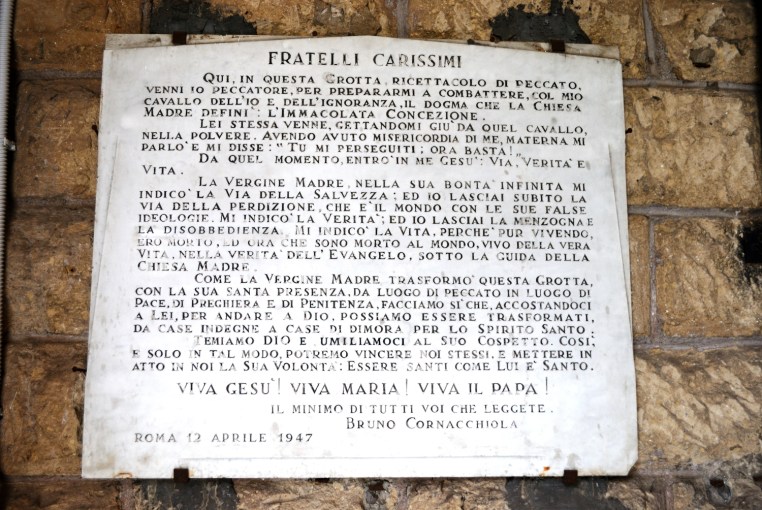 FRATELLI CARISSIMI
QUI, IN QUESTA GROTTA, RICETTACOLO DI PECCATO,
VENNI IO PECCATORE, PER PREPARARMI A COMBATTERE, COL MIO
CAVALLO DELL'IO E DELL'IGNORANZA, IL DOGMA CHE LA CHIESA
MADRE DEFINI': L'IMMACOLATA CONCEZIONE.
LEI STESSA VENNE, GETTANDOMI GIU' DA QUEL CAVALLO,
NELLA POLVERE. AVENDO AVUTO MISERICORDIA DI ME, MATERNA MI
PARLO' E MI DISSE: "TU MI PERSEGUITI; ORA BASTA!"
DA QUEL MOMENTO, ENTRO' IN ME GESU': VIA, VERITA' E
VITA.
LA VERGINE MADRE, NELLA SUA BONTA' INFINITA MI
INDICO' LA VIA DELLA SALVEZZA; ED IO LASCIAI SUBITO LA
VIA DELLA PERDIZIONE, CHE E' IL MONDO CON LE SUE FALSE
IDEOLOGIE. MI INDICO' LA VERITA'; ED IO LASCIAI LA MENZOGNA E
LA DISOBBEDIENZA. MI INDICO' LA VITA, PERCHE' PUR VIVENDO,
ERO MORTO, ED ORA CHE SONO MORTO AL MONDO, VIVO DELLA VERA
VITA, NELLA VERITA' DELL'EVANGELO, SOTTO LA GUIDA DELLA
CHIESA MADRE.
COME LA VERGINE MADRE TRASFORMO' QUESTA GROTTA,
CON LA SUA SANTA PRESENZA, DA LUOGO DI PECCATO IN LUOGO DI
PACE, DI PREGHIERA E DI PENITENZA, FACCIAMO SI' CHE, ACCOSTANDOCI
A LEI, PER ANDARE A DIO, POSSIAMO ESSERE TRASFORMATI,
DA CASE INDEGNE A CASE DI DIMORA PER LO SPIRITO SANTO.
TEMIAMO DIO E UMILIAMOCI AL SUO COSPETTO. COSI',
E SOLO IN TAL MODO, POTREMO VINCERE NOI STESSI, E METTERE IN
ATTO IN NOI LA SUA VOLONTA': ESSERE SANTI COME LUI E' SANTO.
VIVA GESU'! VIVA MARIA! VIVA IL PAPA!
IL MINIMO DI TUTTI VOI CHE LEGGETE.
BRUNO CORNACCHIOLA
ROMA 12 APRILE 1947